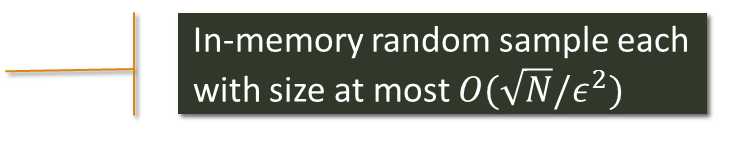 In-memory random sample each
with size at most O(√N/ϵ²)